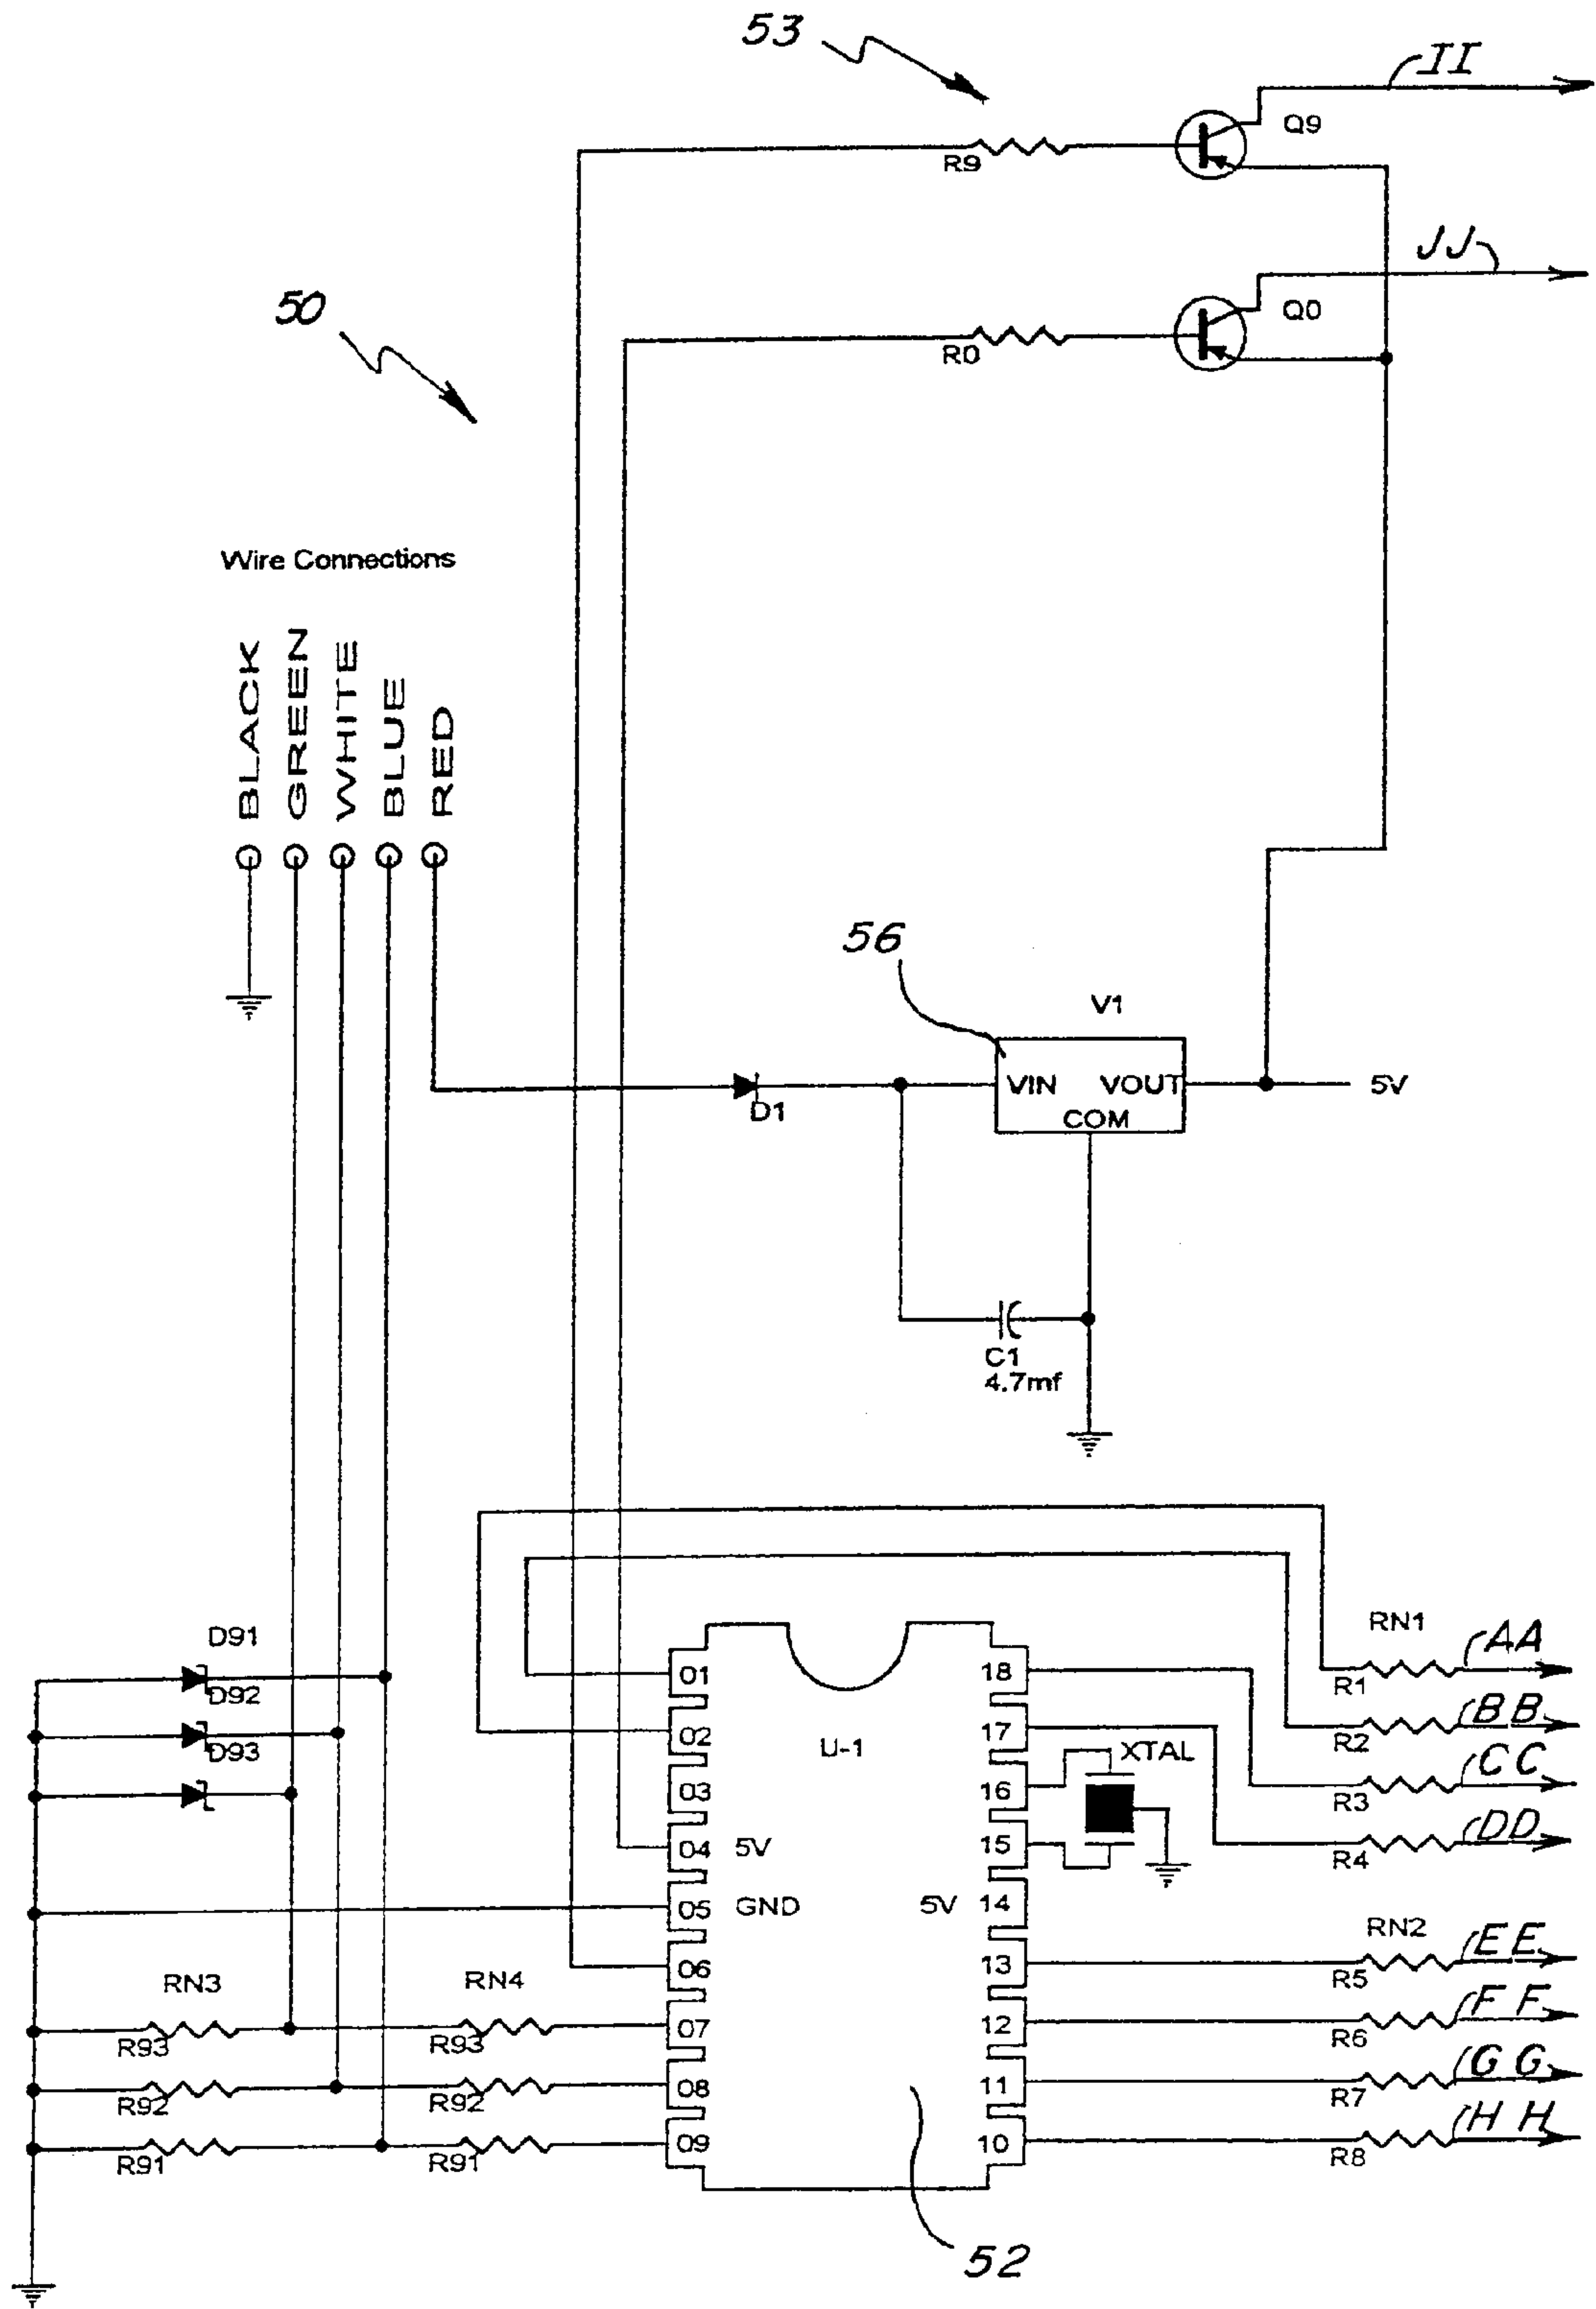 53
II
Q9
R9
JJ
50
Q0
R0
Wire Connections
BLACK
GREEN
WHITE
BLUE
RED
56
V1
VIN VOUT
5V
D1
COM
C1
4.7mf
D91
RN1
AA
01
18
R1
D92
BB
02
U-1
17
XTAL
R2
D93
CC
03
16
R3
DD
04 5V
15
R4
05 GND
5V 14
RN2
EE
06
13
R5
RN3
RN4
FF
07
12
R6
R93
R93
GG
08
11
R7
R92
R92
HH
09
10
R8
R91
R91
52